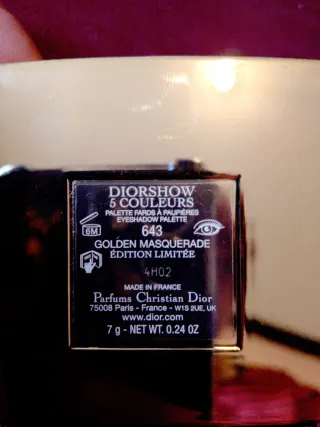 DIORSHOW
5 COULEURS
PALETTE FARDS À PAUPIÈRES
EYESHADOW PALETTE
6M
643
GOLDEN MASQUERADE
ÉDITION LIMITÉE
4H02
MADE IN FRANCE
Parfums Christian Dior
75008 Paris - France - W1S 2UE, UK
www.dior.com
7 g - NET WT. 0.24 OZ